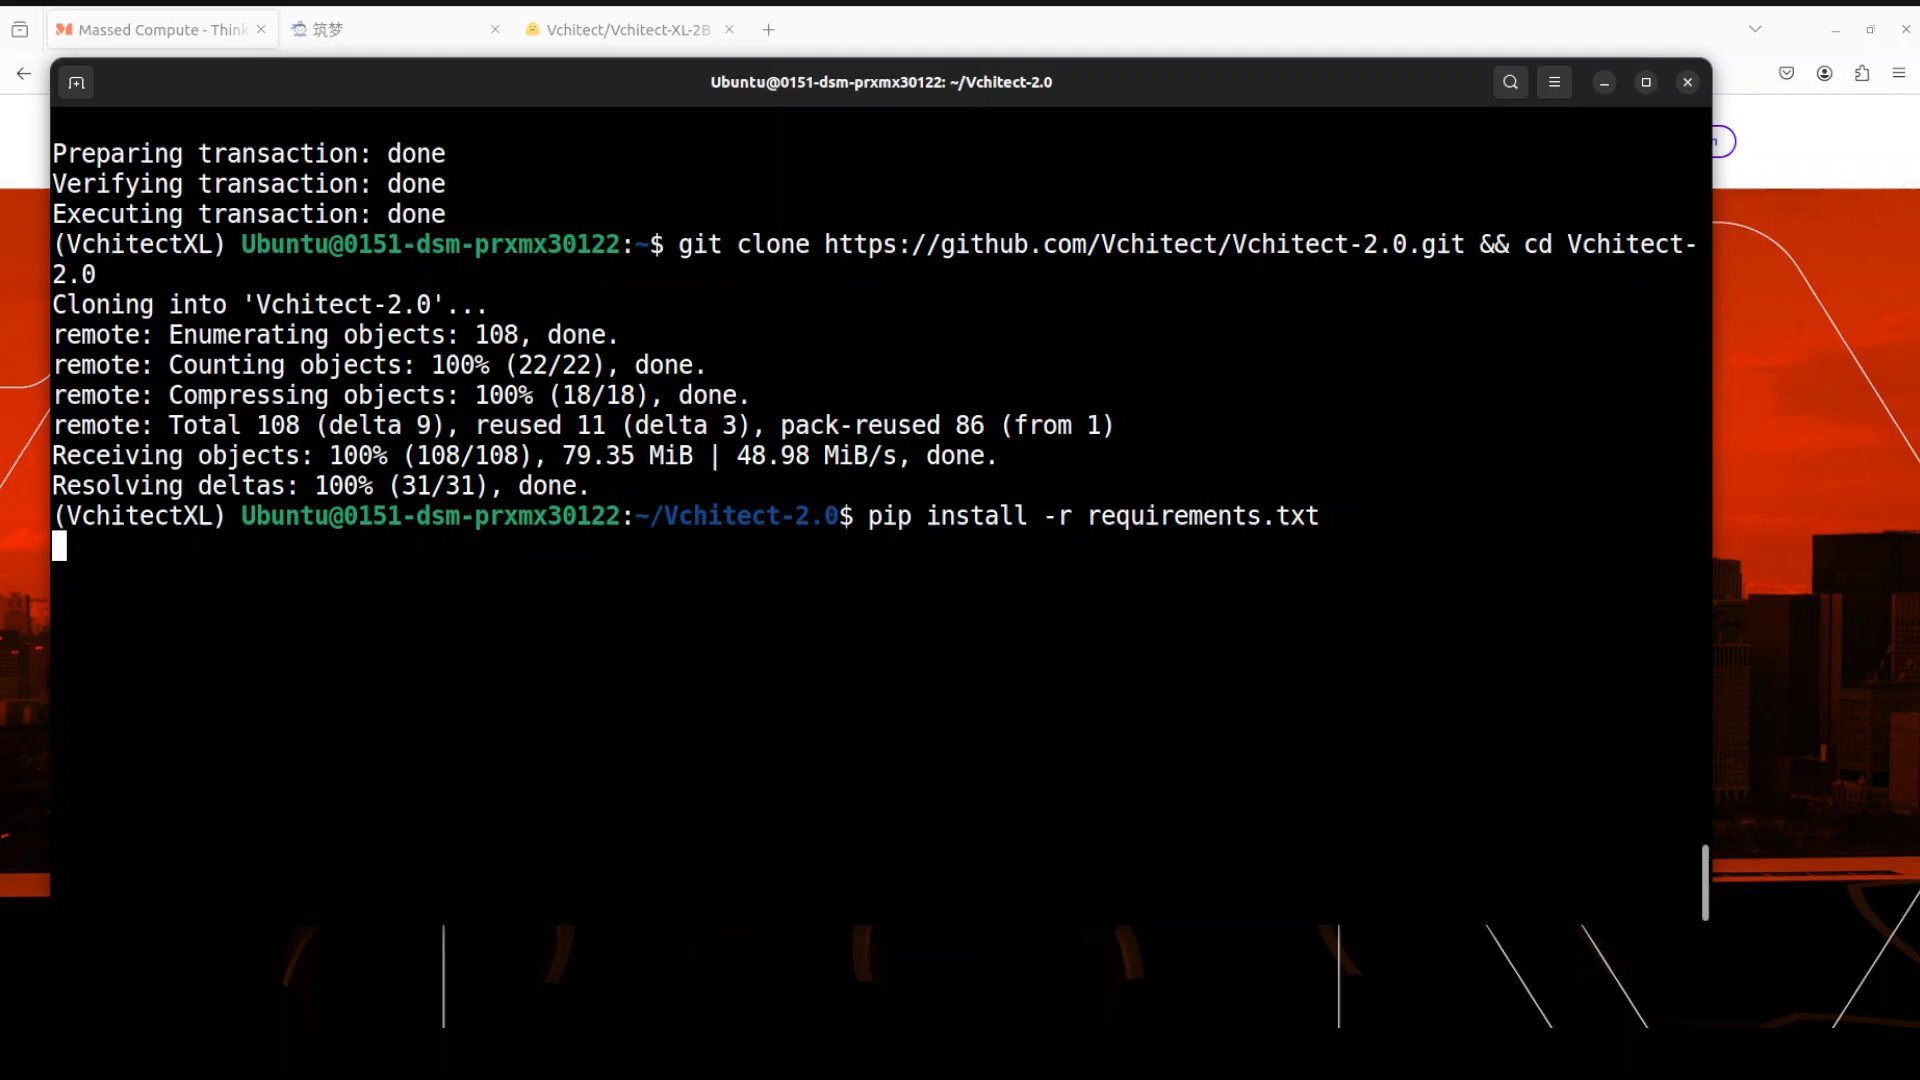 Massed Compute - Think
筑梦
Vchitect/Vchitect-XL-2B
Ubuntu@0151-dsm-prxmx30122: ~/Vchitect-2.0
Preparing transaction: done
Verifying transaction: done
Executing transaction: done
(VchitectXL) Ubuntu@0151-dsm-prxmx30122:~$ git clone https://github.com/Vchitect/Vchitect-2.0.git && cd Vchitect-
2.0
Cloning into 'Vchitect-2.0'...
remote: Enumerating objects: 108, done.
remote: Counting objects: 100% (22/22), done.
remote: Compressing objects: 100% (18/18), done.
remote: Total 108 (delta 9), reused 11 (delta 3), pack-reused 86 (from 1)
Receiving objects: 100% (108/108), 79.35 MiB | 48.98 MiB/s, done.
Resolving deltas: 100% (31/31), done.
(VchitectXL) Ubuntu@0151-dsm-prxmx30122:~/Vchitect-2.0$ pip install -r requirements.txt